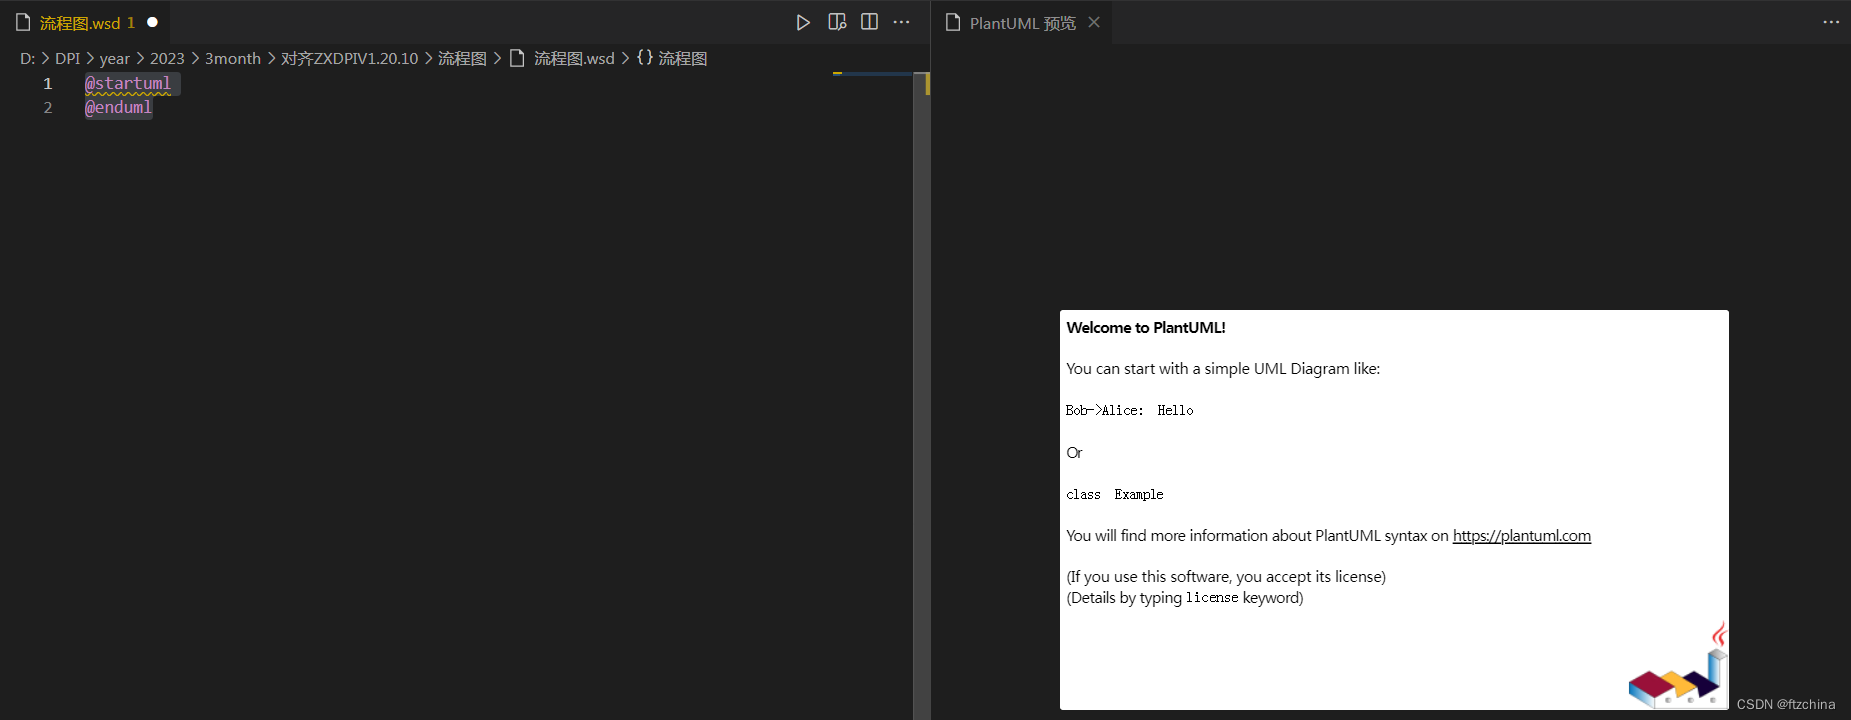 流程图.wsd 1
PlantUML 预览
D: > DPI > year > 2023 > 3month > 对齐ZXDPIV1.20.10 > 流程图 > 流程图.wsd > {} 流程图
1 @startuml
2 @enduml
Welcome to PlantUML!
You can start with a simple UML Diagram like:
Bob->Alice: Hello
Or
class Example
You will find more information about PlantUML syntax on https://plantuml.com
(If you use this software, you accept its license)
(Details by typing license keyword)
CSDN @ftzchina